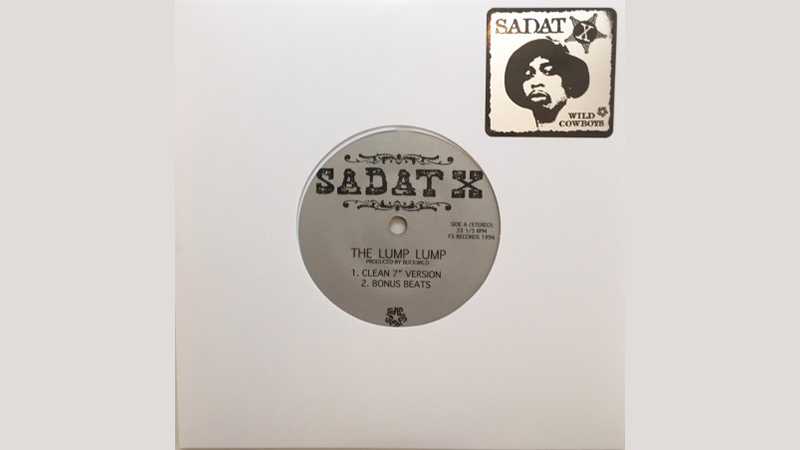 SADAT X
WILD
COWBOYS
SADAT X
SIDE A (STEREO)
33 1/3 RPM
FS RECORDS 1996
THE LUMP LUMP
PRODUCED BY BUCKWILD
1. CLEAN 7" VERSION
2. BONUS BEATS